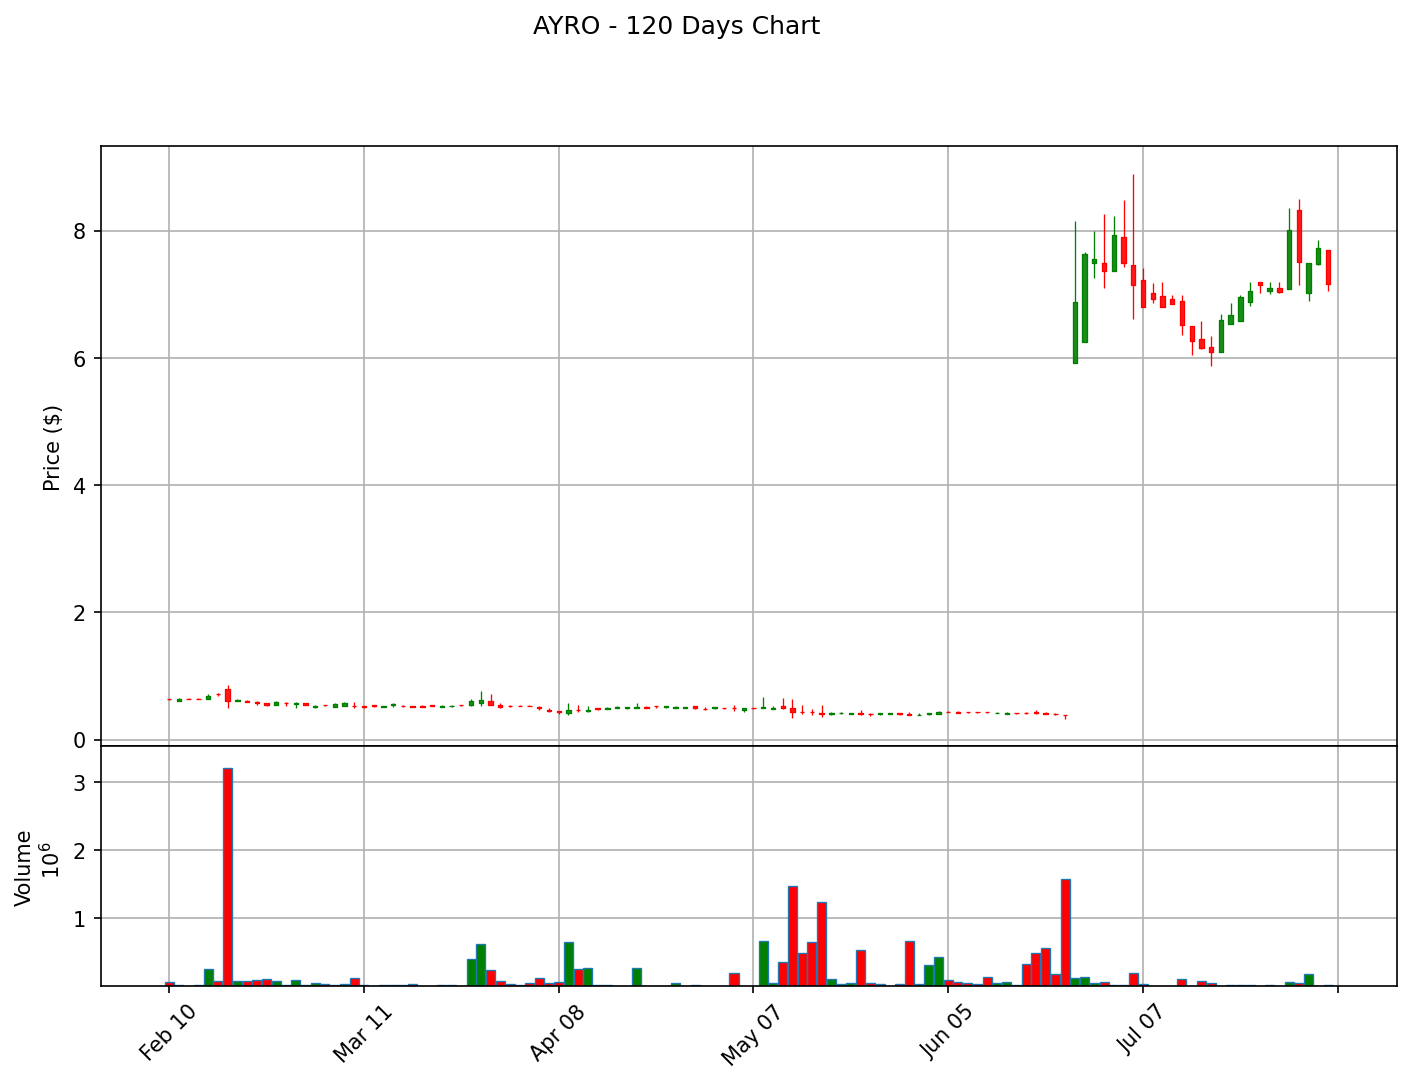 AYRO - 120 Days Chart
Price ($)
8
6
4
2
0
Volume
10⁶
3
2
1
Feb 10
Mar 11
Apr 08
May 07
Jun 05
Jul 07